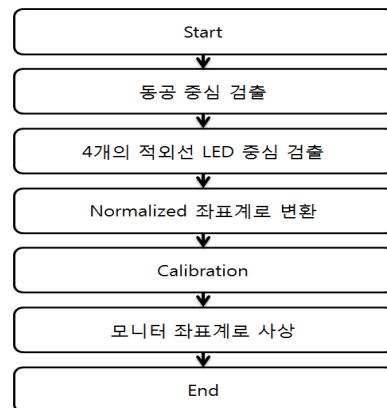 Start
동공 중심 검출
4개의 적외선 LED 중심 검출
Normalized 좌표계로 변환
Calibration
모니터 좌표계로 사상
End